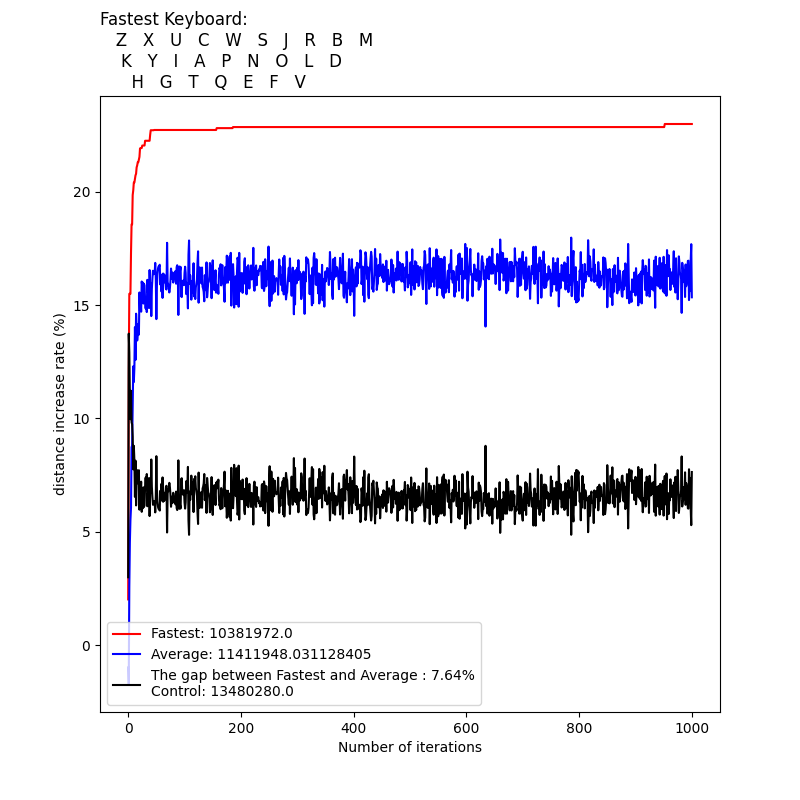 Fastest Keyboard:
Z X U C W S J R B M
K Y I A P N O L D
H G T Q E F V
20
15
10
5
0
distance increase rate (%)
Fastest: 10381972.0
Average: 11411948.031128405
The gap between Fastest and Average : 7.64%
Control: 13480280.0
0 200 400 600 800 1000
Number of iterations